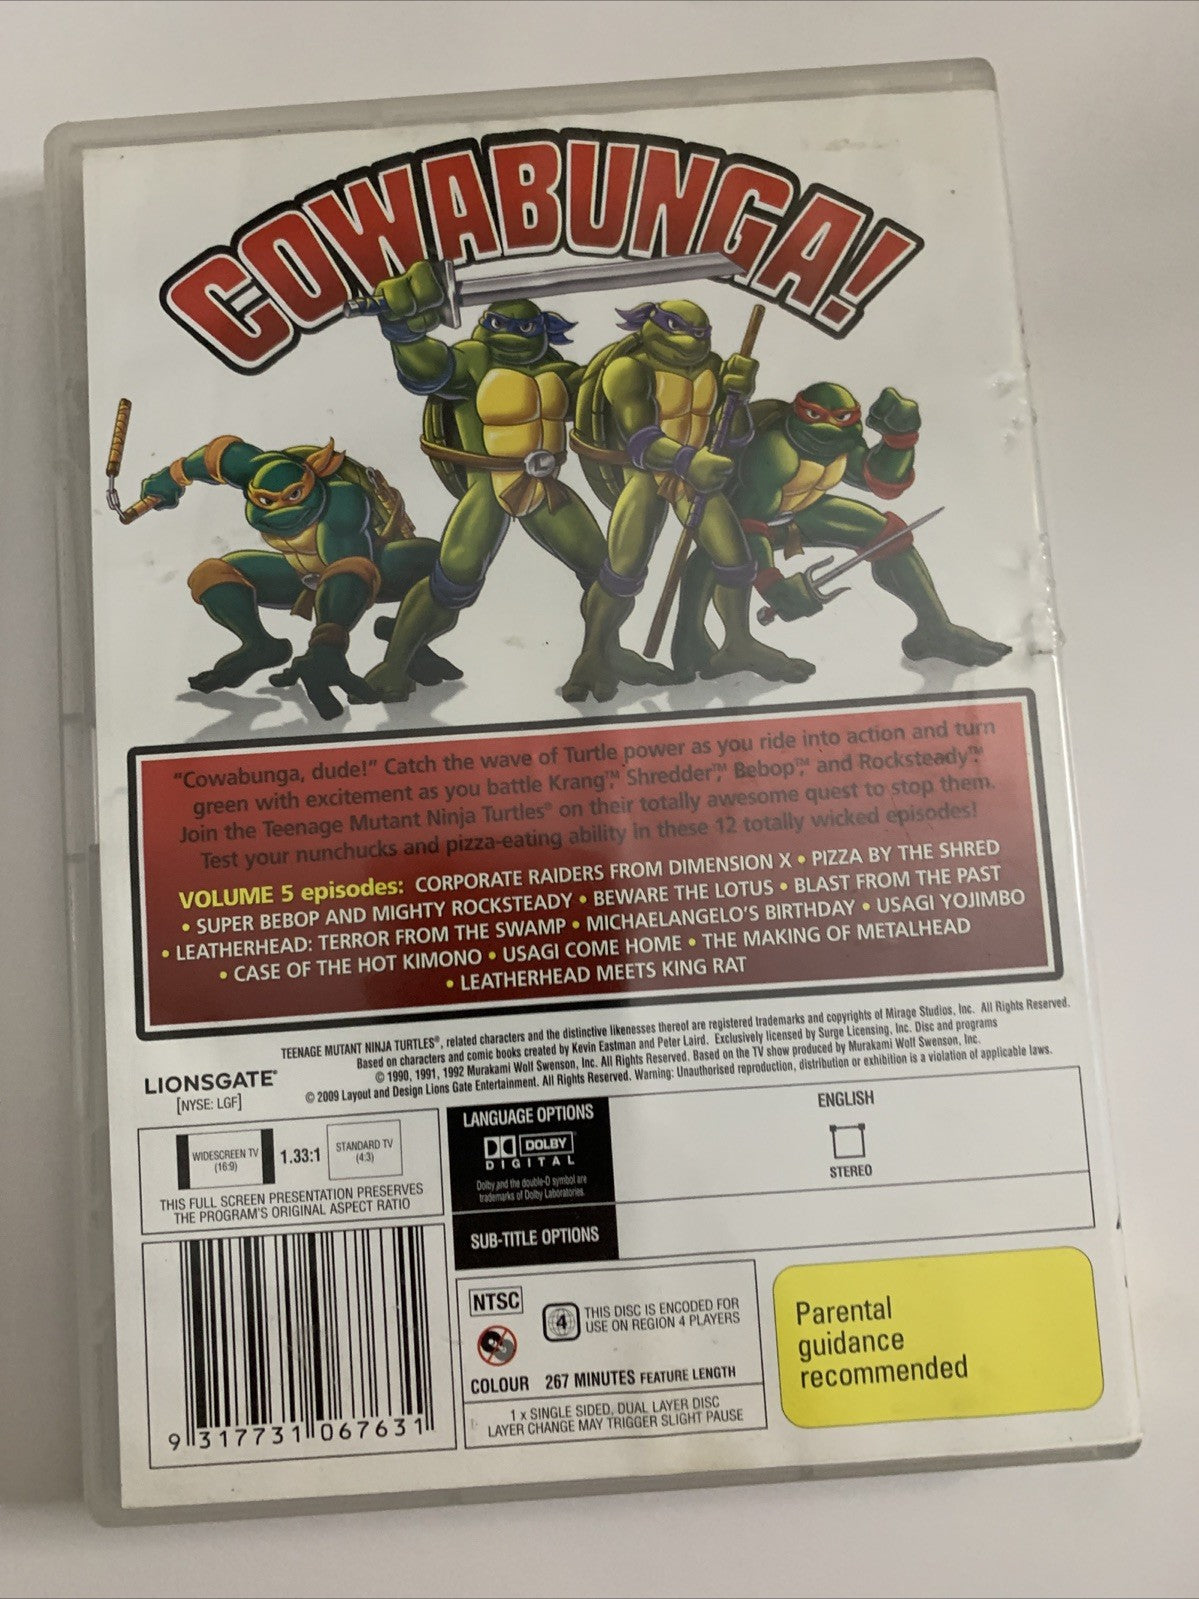 COWABUNGA!
“Cowabunga, dude!” Catch the wave of Turtle power as you ride into action and turn
green with excitement as you battle Krang™, Shredder™, Bebop™, and Rocksteady™.
Join the Teenage Mutant Ninja Turtles® on their totally awesome quest to stop them.
Test your nunchucks and pizza-eating ability in these 12 totally wicked episodes!
VOLUME 5 episodes: CORPORATE RAIDERS FROM DIMENSION X • PIZZA BY THE SHRED
• SUPER BEBOP AND MIGHTY ROCKSTEADY • BEWARE THE LOTUS • BLAST FROM THE PAST
• LEATHERHEAD: TERROR FROM THE SWAMP • MICHAELANGELO’S BIRTHDAY • USAGI YOJIMBO
• CASE OF THE HOT KIMONO • USAGI COME HOME • THE MAKING OF METALHEAD
• LEATHERHEAD MEETS KING RAT
LIONSGATE®
[NYSE: LGF]
TEENAGE MUTANT NINJA TURTLES®, related characters and the distinctive likenesses thereof are registered trademarks and copyrights of Mirage Studios, Inc. All Rights Reserved.
Based on characters and comic books created by Kevin Eastman and Peter Laird. Exclusively licensed by Surge Licensing, Inc. Disc and programs
© 1990, 1991, 1992 Murakami Wolf Swenson, Inc. All Rights Reserved. Based on the TV show produced by Murakami Wolf Swenson, Inc.
© 2009 Layout and Design Lions Gate Entertainment. All Rights Reserved. Warning: Unauthorised reproduction, distribution or exhibition is a violation of applicable laws.
WIDESCREEN TV
(16:9)
1.33:1
STANDARD TV
(4:3)
THIS FULL SCREEN PRESENTATION PRESERVES
THE PROGRAM'S ORIGINAL ASPECT RATIO
LANGUAGE OPTIONS
DOLBY
DIGITAL
Dolby and the double-D symbol are
trademarks of Dolby Laboratories.
ENGLISH
STEREO
SUB-TITLE OPTIONS
9 317731 067631
NTSC
4
THIS DISC IS ENCODED FOR
USE ON REGION 4 PLAYERS
COLOUR 267 MINUTES FEATURE LENGTH
1 x SINGLE SIDED, DUAL LAYER DISC
LAYER CHANGE MAY TRIGGER SLIGHT PAUSE
Parental
guidance
recommended